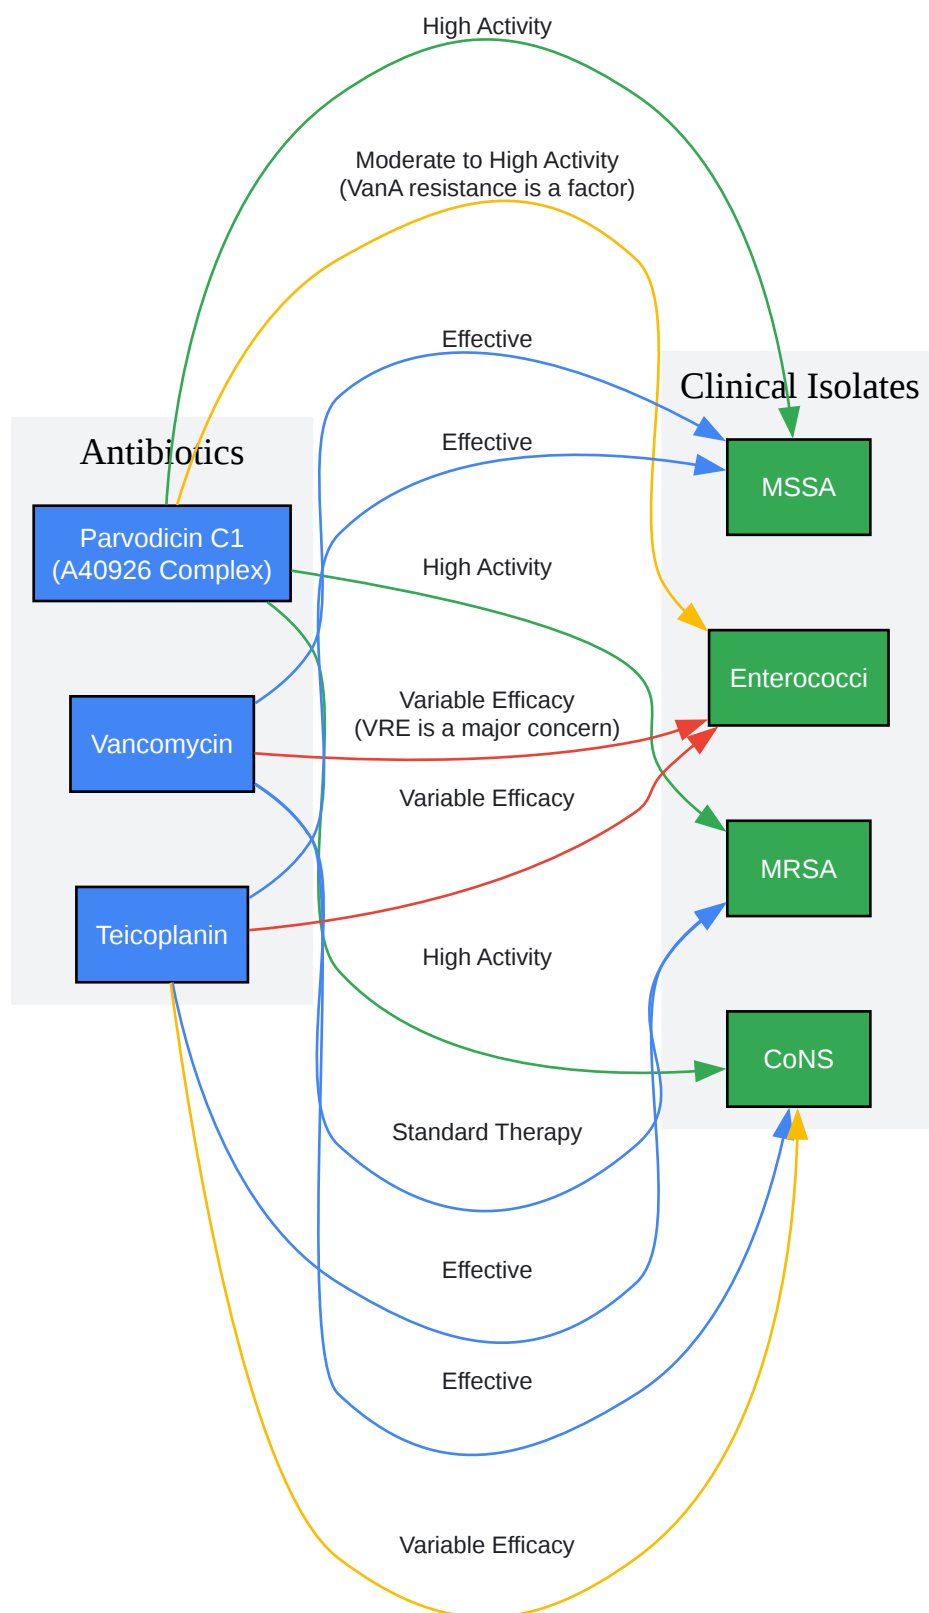 High Activity
Moderate to High Activity
(VanA resistance is a factor)
Effective
Clinical Isolates
Effective
Antibiotics
MSSA
Parvodicin C1
(A40926 Complex)
High Activity
Enterococci
Variable Efficacy
(VRE is a major concern)
Vancomycin
Variable Efficacy
MRSA
Teicoplanin
High Activity
CoNS
Standard Therapy
Effective
Effective
Variable Efficacy